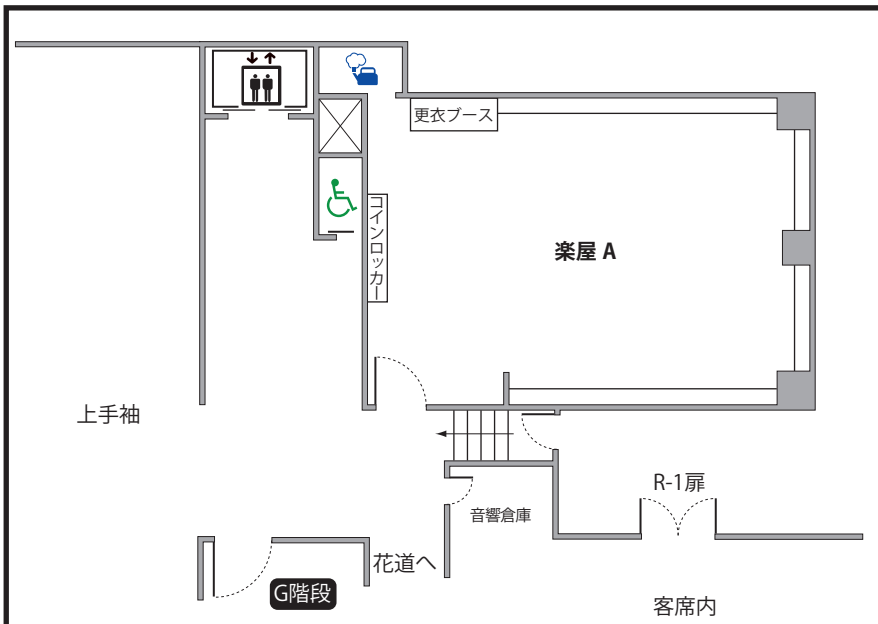 更衣ブース
コインロッカー
楽屋 A
上手袖
R-1扉
音響倉庫
花道へ
G階段
客席内